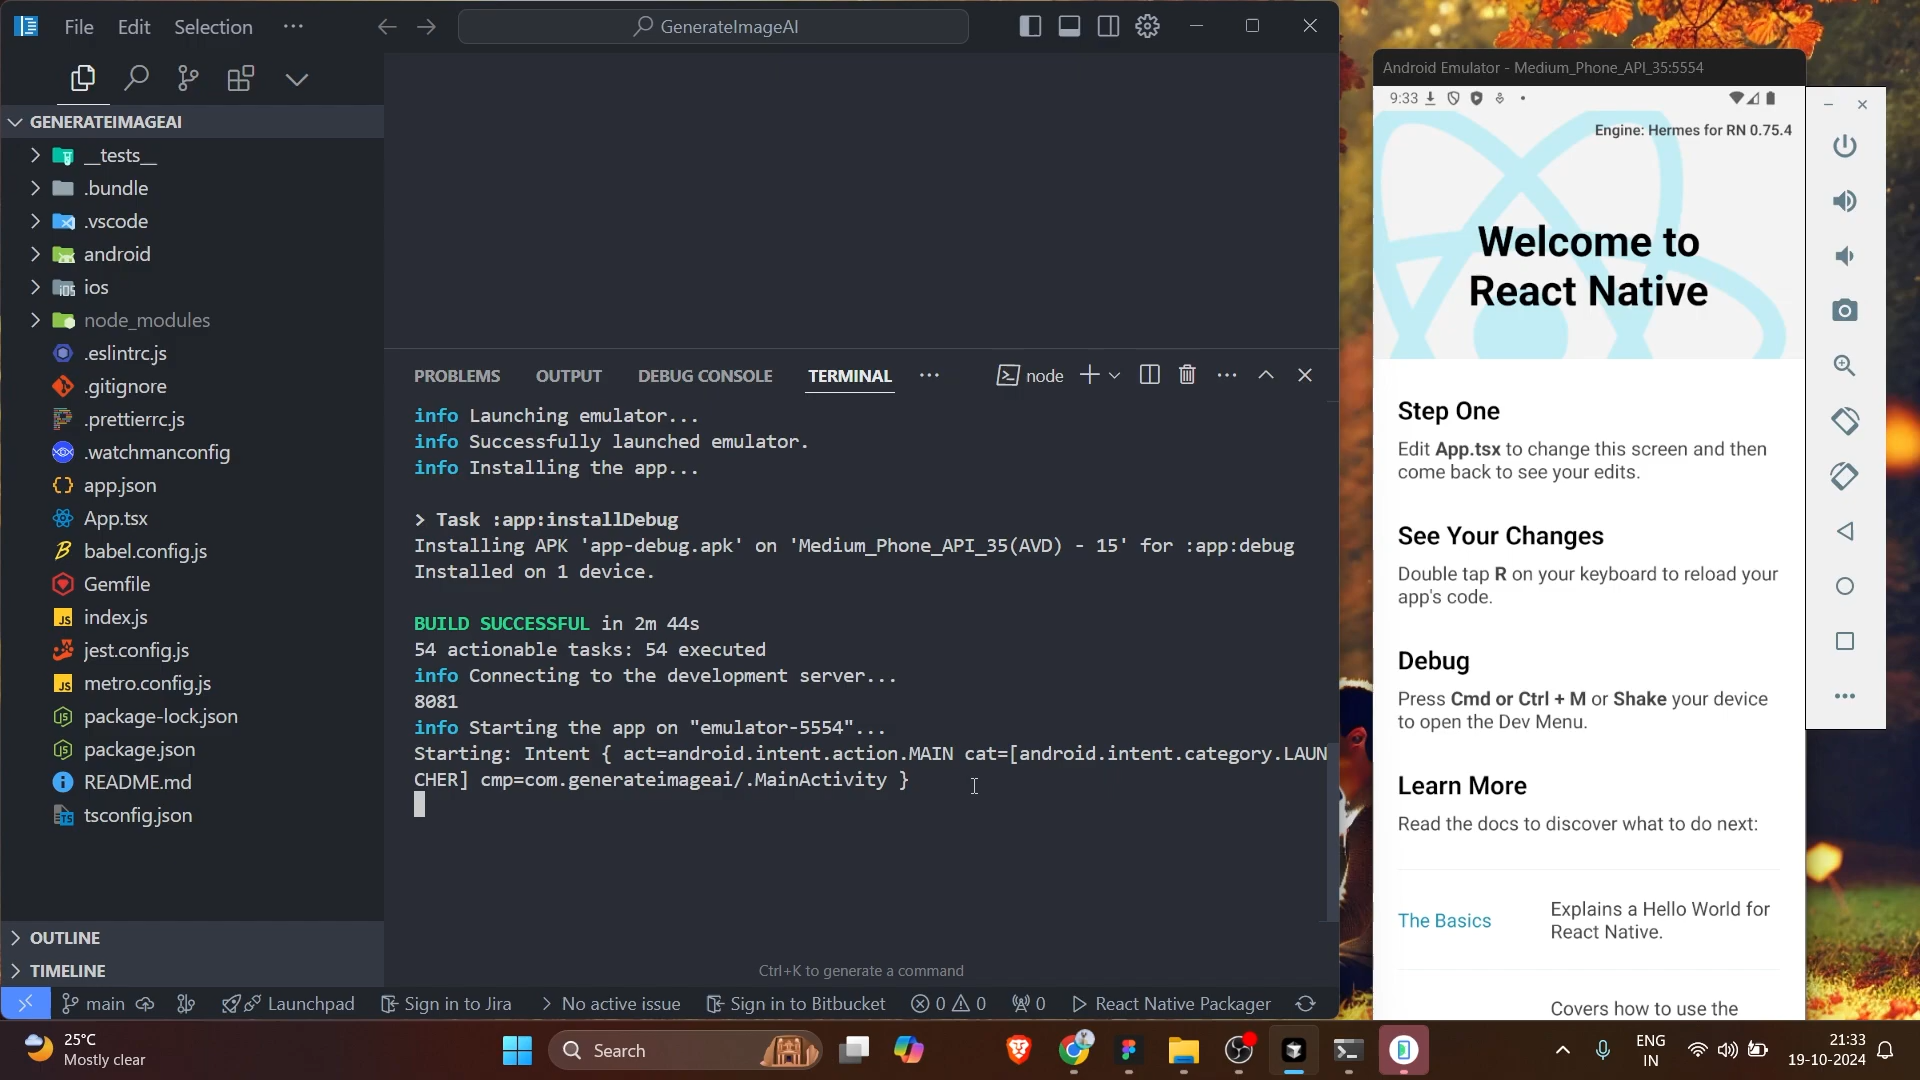 File Edit Selection ···
GenerateImageAI
GENERATEIMAGEAI
__tests__
.bundle
.vscode
android
ios
node_modules
.eslintrc.js
.gitignore
.prettierrc.js
.watchmanconfig
app.json
App.tsx
babel.config.js
Gemfile
index.js
jest.config.js
metro.config.js
package-lock.json
package.json
README.md
tsconfig.json
OUTLINE
TIMELINE
PROBLEMS OUTPUT DEBUG CONSOLE TERMINAL ··· node
info Launching emulator...
info Successfully launched emulator.
info Installing the app...
> Task :app:installDebug
Installing APK 'app-debug.apk' on 'Medium_Phone_API_35(AVD) - 15' for :app:debug
Installed on 1 device.
BUILD SUCCESSFUL in 2m 44s
54 actionable tasks: 54 executed
info Connecting to the development server...
8081
info Starting the app on "emulator-5554"...
Starting: Intent { act=android.intent.action.MAIN cat=[android.intent.category.LAUN
CHER] cmp=com.generateimageai/.MainActivity }
Ctrl+K to generate a command
main Launchpad Sign in to Jira No active issue Sign in to Bitbucket 0 0 0 React Native Packager
Android Emulator - Medium_Phone_API_35:5554
9:33
Engine: Hermes for RN 0.75.4
Welcome to
React Native
Step One
Edit App.tsx to change this screen and then
come back to see your edits.
See Your Changes
Double tap R on your keyboard to reload your
app's code.
Debug
Press Cmd or Ctrl + M or Shake your device
to open the Dev Menu.
Learn More
Read the docs to discover what to do next:
The Basics
Explains a Hello World for
React Native.
Covers how to use the
25°C
Mostly clear
Search
ENG
IN
21:33
19-10-2024